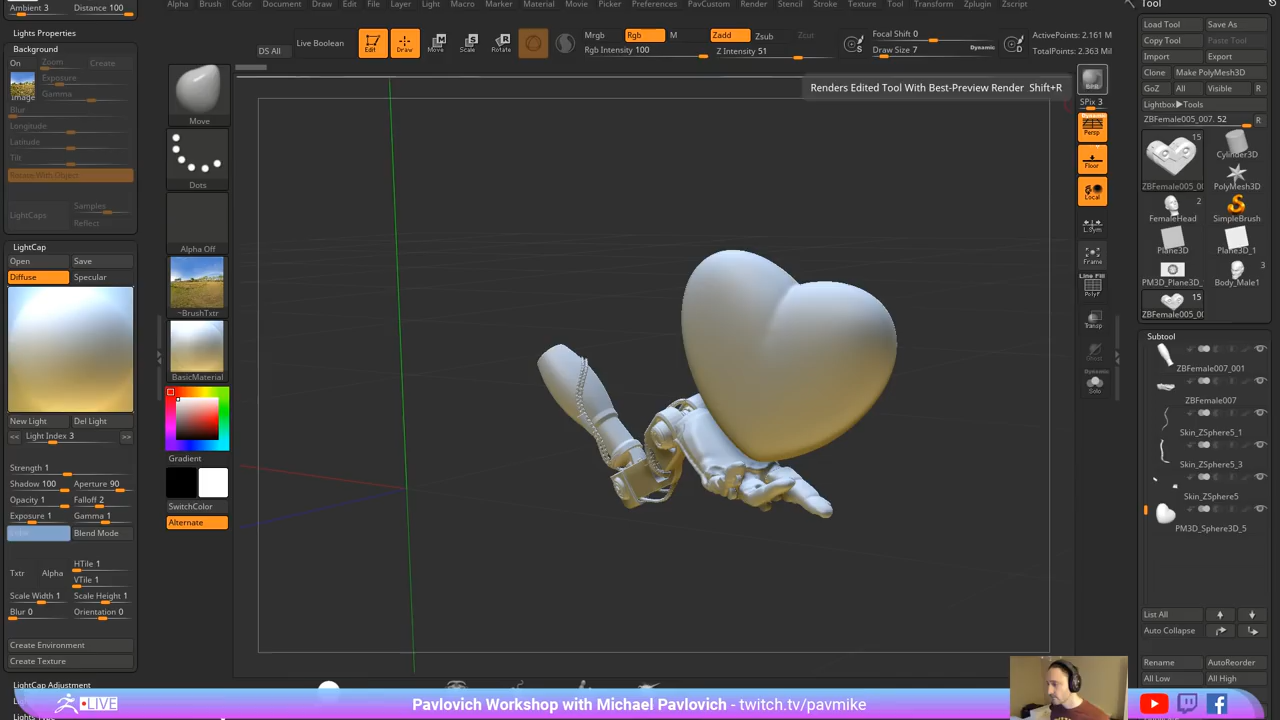 Alpha Brush Color Document Draw Edit File Layer Light Macro Marker Material Movie Picker Preferences PavCustom Render Stencil Stroke Texture Tool Transform Zplugin Zscript
Tool
Ambient 3 Distance 100
Lights Properties
Background
On Zoom Create
Exposure
Image Gamma
Blur
Longitude
Latitude
Tilt
Rotate With Object
LightCaps Samples
Reflect
LightCap
Open Save
Diffuse Specular
New Light Del Light
<< Light Index 3 >>
Strength 1
Shadow 100 Aperture 90
Opacity 1 Falloff 2
Exposure 1 Gamma 1
Blend Mode
HTile 1
Txtr Alpha
VTile 1
Scale Width 1 Scale Height 1
Blur 0 Orientation 0
Create Environment
Create Texture
LightCap Adjustment
DS All Live Boolean
Edit Draw Move Scale Rotate
Mrgb Rgb M
Rgb Intensity 100
Zadd Zsub Zcut
Z Intensity 51
S
Focal Shift 0
Draw Size 7 Dynamic
D
ActivePoints: 2.161 M
TotalPoints: 2.363 Mil
Renders Edited Tool With Best-Preview Render Shift+R
Move
Dots
Alpha Off
~BrushTxtr
BasicMaterial
Gradient
SwitchColor
Alternate
BPR
SPix 3
Dynamic
Persp
Floor
Local
L.Sym
Frame
Line Fill
PolyF
Transp
Ghost
Dynamic
Solo
Load Tool Save As
Copy Tool Paste Tool
Import Export
Clone Make PolyMesh3D
GoZ All Visible R
Lightbox▶Tools
ZBFemale005_007. 52 R
15
Cylinder3D
ZBFemale005_00 PolyMesh3D
2
FemaleHead SimpleBrush
Plane3D Plane3D_1
3
PM3D_Plane3D_ Body_Male1
15
ZBFemale005_00
Subtool
ZBFemale007_001
ZBFemale007
Skin_ZSphere5_1
Skin_ZSphere5_3
Skin_ZSphere5
PM3D_Sphere3D_5
List All
Auto Collapse
Rename AutoReorder
All Low All High
LIVE
Pavlovich Workshop with Michael Pavlovich - twitch.tv/pavmike